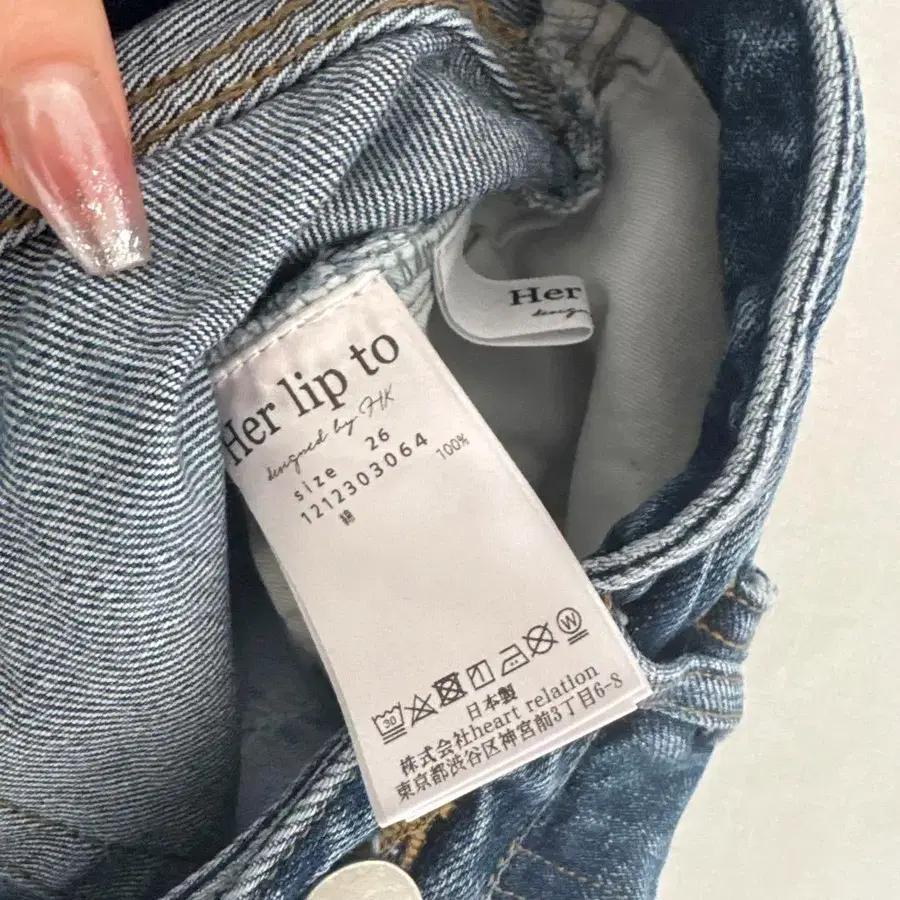 Her lip to
designed by HK
size 26
1212303064
綿 100%
30 W
日本製
株式会社heart relation
東京都渋谷区神宮前3丁目6-8
Her
design